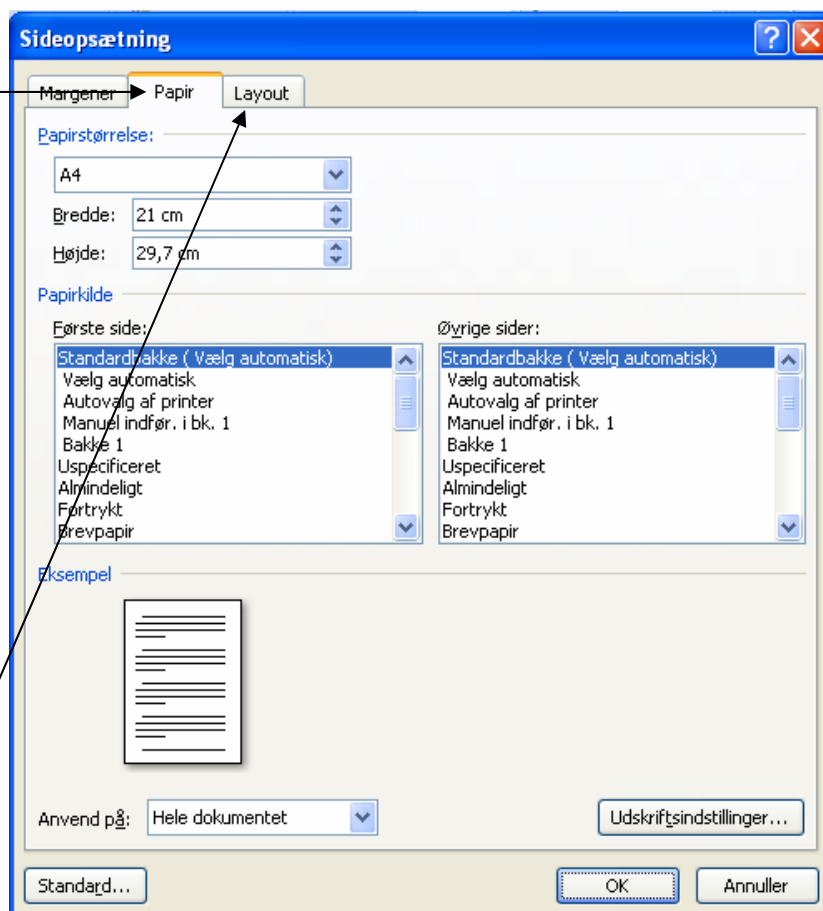 Sideopsætning
Margener Papir Layout
Papirstørrelse:
A4
Bredde: 21 cm
Højde: 29,7 cm
Papirkilde
Første side:
Standardbakke ( Vælg automatisk)
Vælg automatisk
Autovalg af printer
Manuel indfør. i bk. 1
Bakke 1
Uspecificeret
Almindeligt
Fortrykt
Brevpapir
Øvrige sider:
Standardbakke ( Vælg automatisk)
Vælg automatisk
Autovalg af printer
Manuel indfør. i bk. 1
Bakke 1
Uspecificeret
Almindeligt
Fortrykt
Brevpapir
Eksempel
Anvend på: Hele dokumentet Udskriftsindstillinger...
Standard... OK Annuller